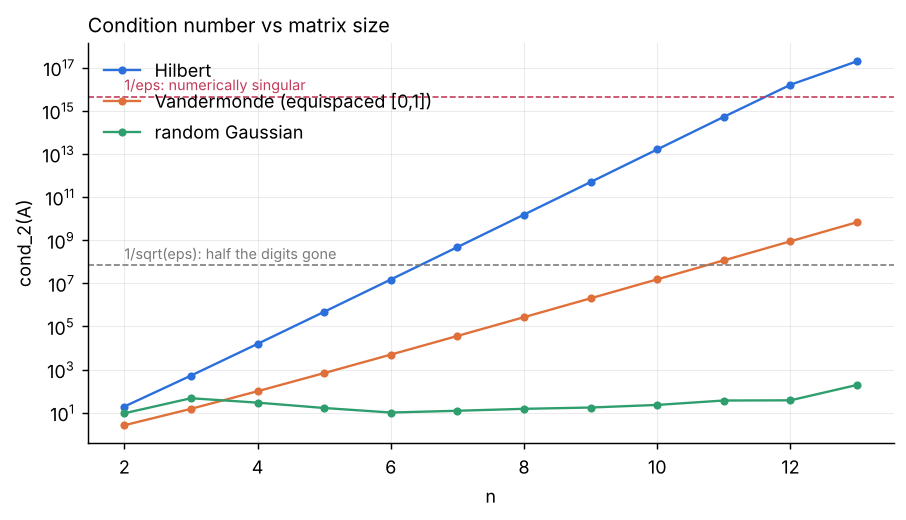 Condition number vs matrix size
10^17
10^15
10^13
10^11
10^9
10^7
10^5
10^3
10^1
cond_2(A)
Hilbert
1/eps: numerically singular
Vandermonde (equispaced [0,1])
random Gaussian
1/sqrt(eps): half the digits gone
2 4 6 8 10 12
n